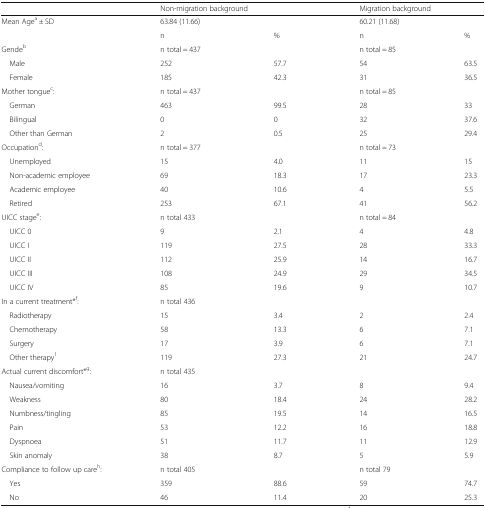 Non-migration background Migration background
Mean Age^a ± SD 63.84 (11.66) 60.21 (11.68)
n % n %
Gende^b n total = 437 n total = 85
Male 252 57.7 54 63.5
Female 185 42.3 31 36.5
Mother tongue^c: n total = 437 n total = 85
German 463 99.5 28 33
Bilingual 0 0 32 37.6
Other than German 2 0.5 25 29.4
Occupation^d: n total = 377 n total = 73
Unemployed 15 4.0 11 15
Non-academic employee 69 18.3 17 23.3
Academic employee 40 10.6 4 5.5
Retired 253 67.1 41 56.2
UICC stage^e: n total 433 n total = 84
UICC 0 9 2.1 4 4.8
UICC I 119 27.5 28 33.3
UICC II 112 25.9 14 16.7
UICC III 108 24.9 29 34.5
UICC IV 85 19.6 9 10.7
In a current treatment*^f: n total 436
Radiotherapy 15 3.4 2 2.4
Chemotherapy 58 13.3 6 7.1
Surgery 17 3.9 6 7.1
Other therapy^1 119 27.3 21 24.7
Actual current discomfort*^g: n total 435
Nausea/vomiting 16 3.7 8 9.4
Weakness 80 18.4 24 28.2
Numbness/tingling 85 19.5 14 16.5
Pain 53 12.2 16 18.8
Dyspnoea 51 11.7 11 12.9
Skin anomaly 38 8.7 5 5.9
Compliance to follow up care^h: n total 405 n total 79
Yes 359 88.6 59 74.7
No 46 11.4 20 25.3